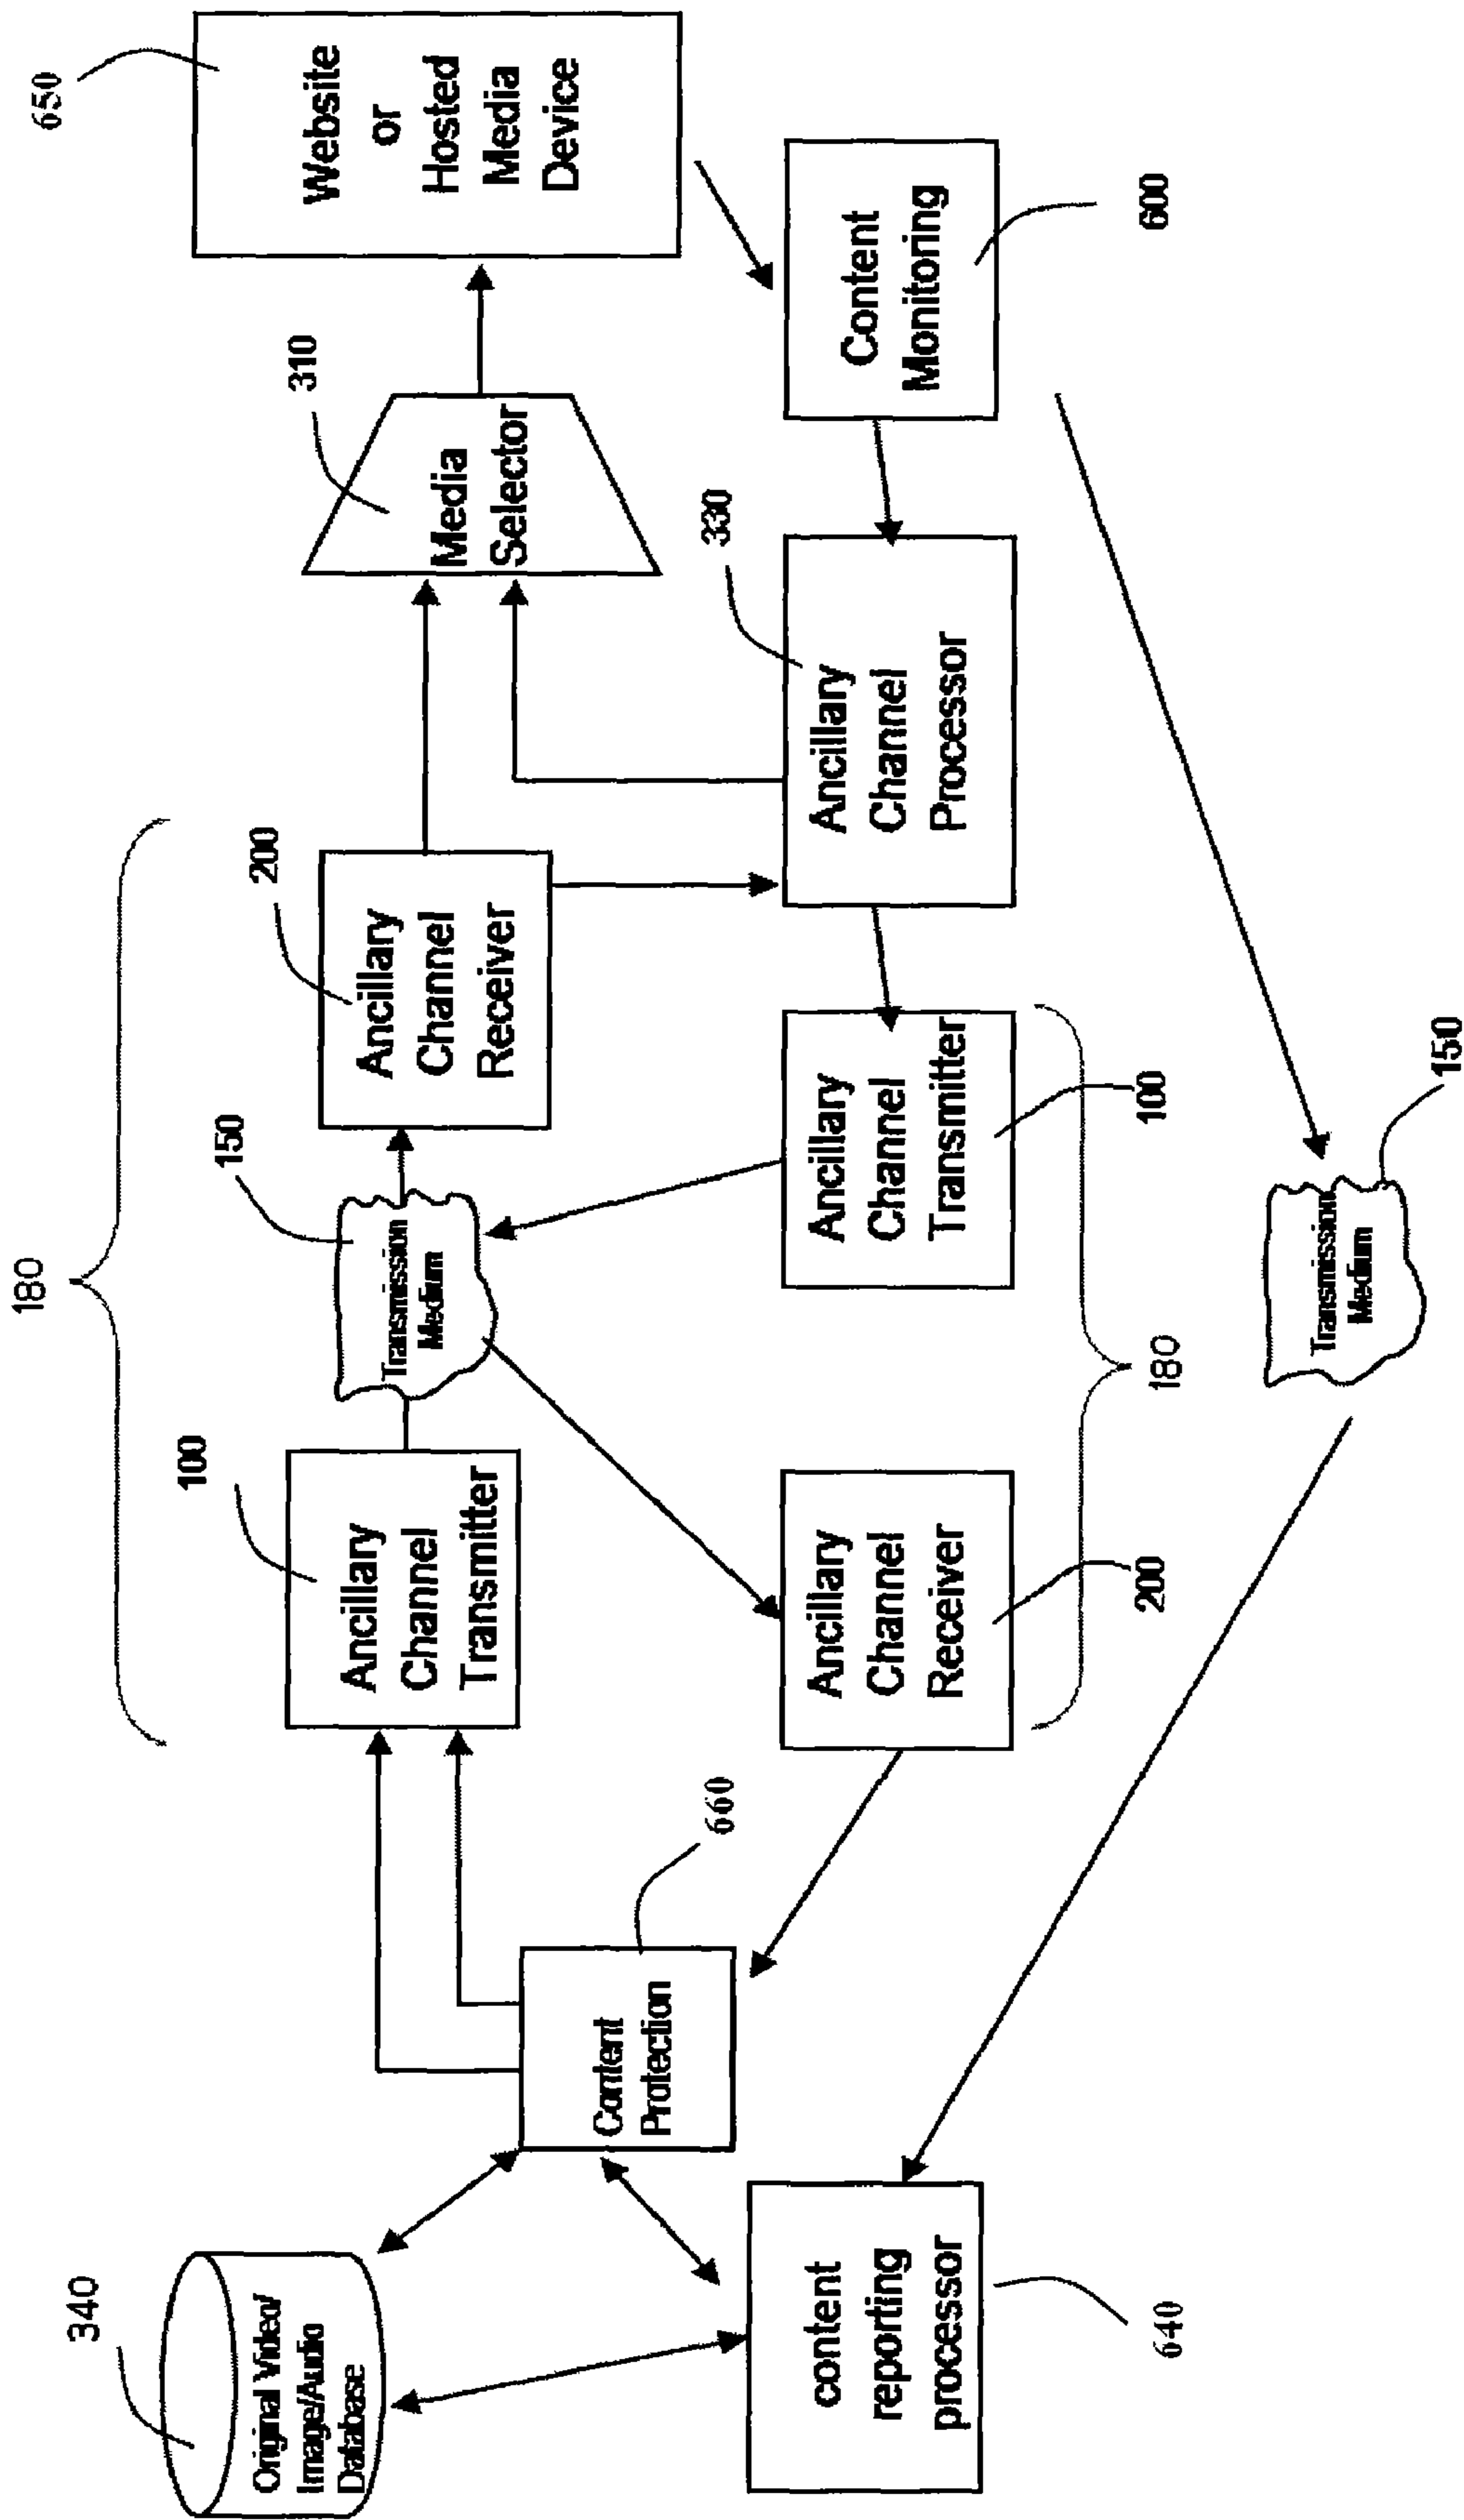 340
Original Video/
Image/Audio
Database
content
reporting
processor
640
Content
Protection
660
180
100
Ancillary
Channel
Transmitter
150
Transmission
Medium
200
Ancillary
Channel
Receiver
310
Media
Selector
650
Website
or
Hosted
Media
Device
Ancillary
Channel
Receiver
200
180
Ancillary
Channel
Transmitter
100
330
Ancillary
Channel
Processor
Content
Monitoring
600
Transmission
Medium
150